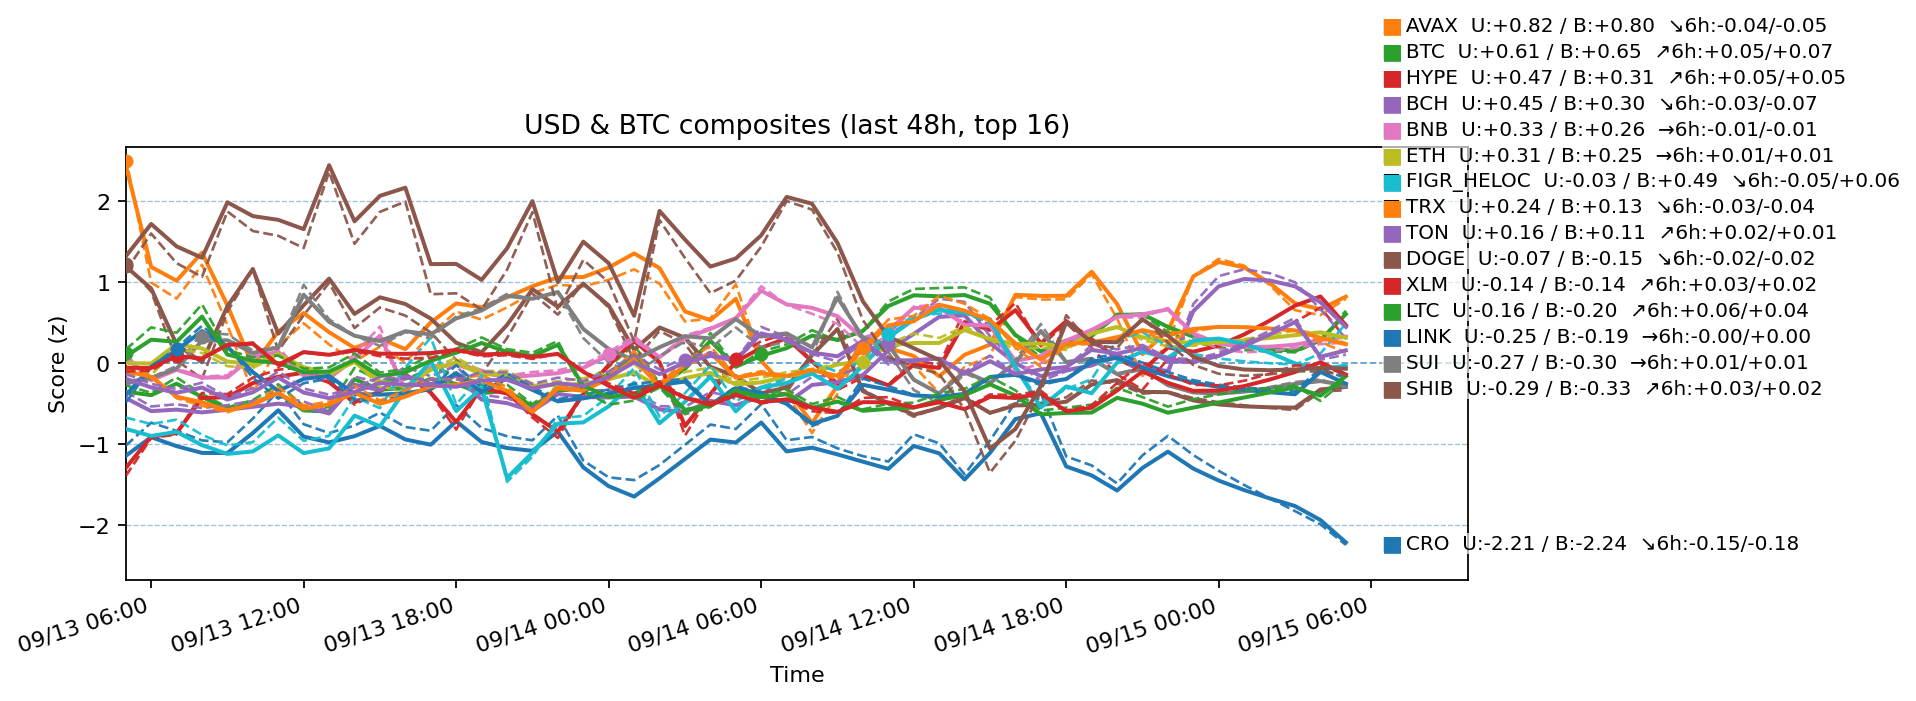 AVAX  U:+0.82 / B:+0.80  ↘6h:-0.04/-0.05
BTC  U:+0.61 / B:+0.65  ↗6h:+0.05/+0.07
HYPE  U:+0.47 / B:+0.31  ↗6h:+0.05/+0.05
BCH  U:+0.45 / B:+0.30  ↘6h:-0.03/-0.07
BNB  U:+0.33 / B:+0.26  →6h:-0.01/-0.01
ETH  U:+0.31 / B:+0.25  →6h:+0.01/+0.01
FIGR_HELOC  U:-0.03 / B:+0.49  ↘6h:-0.05/+0.06
TRX  U:+0.24 / B:+0.13  ↘6h:-0.03/-0.04
TON  U:+0.16 / B:+0.11  ↗6h:+0.02/+0.01
DOGE  U:-0.07 / B:-0.15  ↘6h:-0.02/-0.02
XLM  U:-0.14 / B:-0.14  ↗6h:+0.03/+0.02
LTC  U:-0.16 / B:-0.20  ↗6h:+0.06/+0.04
LINK  U:-0.25 / B:-0.19  →6h:-0.00/+0.00
SUI  U:-0.27 / B:-0.30  →6h:+0.01/+0.01
SHIB  U:-0.29 / B:-0.33  ↗6h:+0.03/+0.02
CRO  U:-2.21 / B:-2.24  ↘6h:-0.15/-0.18
USD & BTC composites (last 48h, top 16)
Score (z)
2
1
0
−1
−2
09/13 06:00
09/13 12:00
09/13 18:00
09/14 00:00
09/14 06:00
09/14 12:00
09/14 18:00
09/15 00:00
09/15 06:00
Time